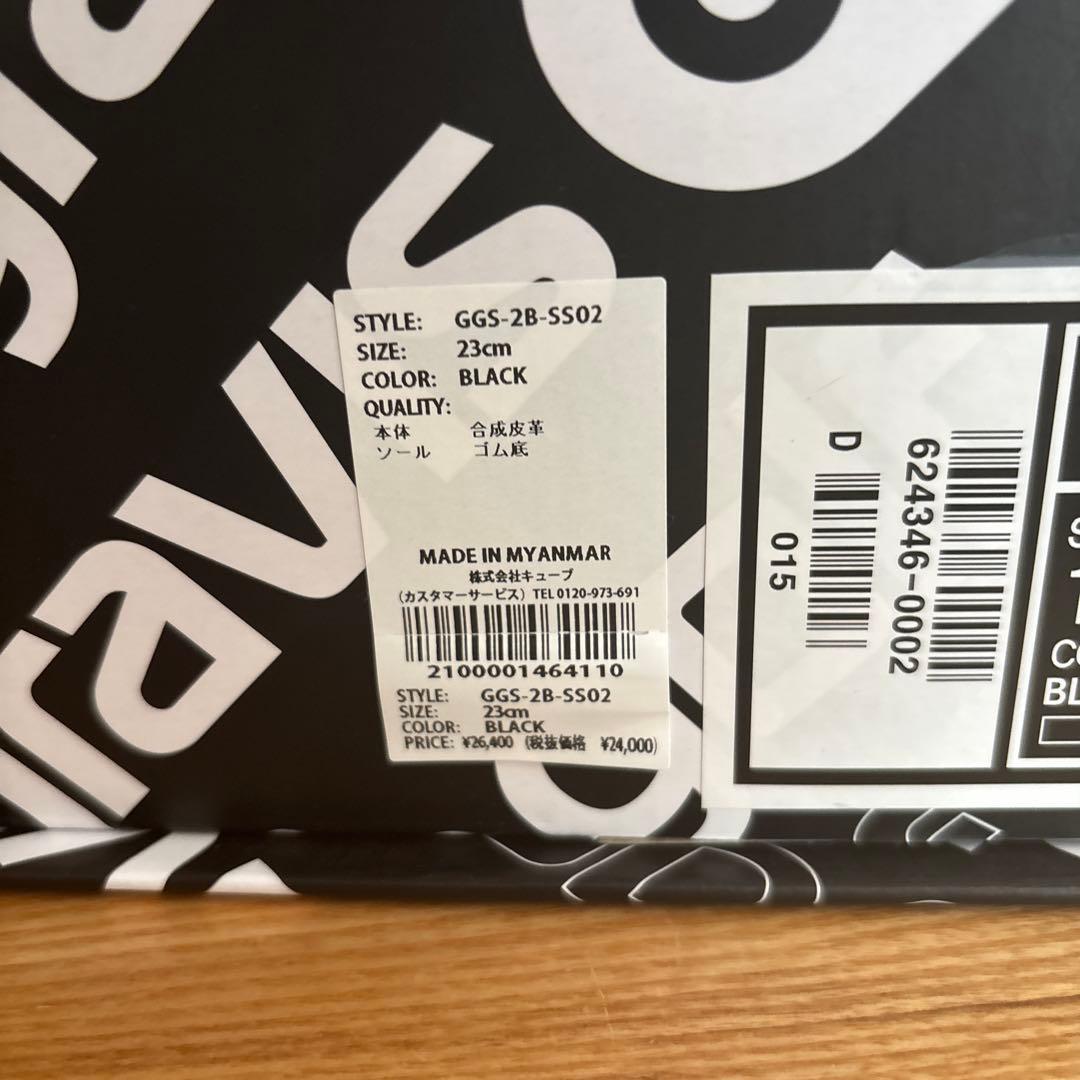 STYLE: GGS-2B-SS02
SIZE: 23cm
COLOR: BLACK
QUALITY:
本体 合成皮革
ソール ゴム底
MADE IN MYANMAR
株式会社キューブ
(カスタマーサービス) TEL 0120-973-691
2100001464110
STYLE: GGS-2B-SS02
SIZE: 23cm
COLOR: BLACK
PRICE: ¥26,400 (税抜価格 ¥24,000)
624346-0002
D
015